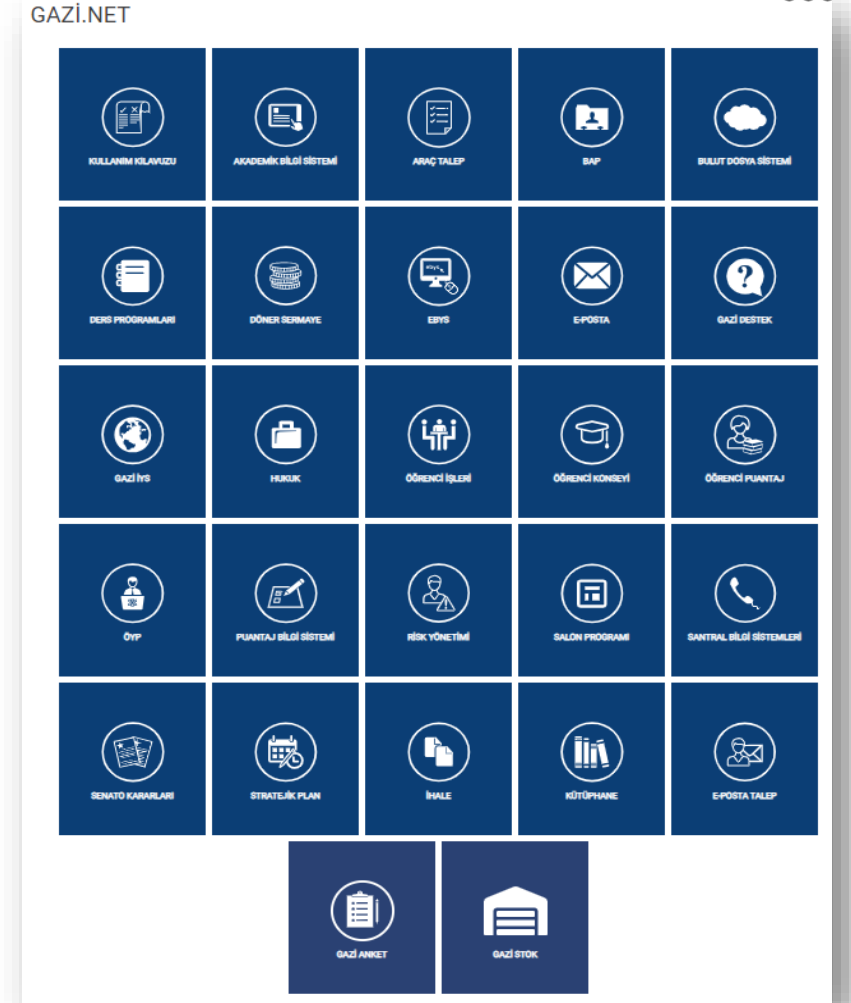 GAZİ.NET
KULLANIM KILAVUZU
AKADEMİK BİLGİ SİSTEMİ
ARAÇ TALEP
BAP
BULUT DOSYA SİSTEMİ
DERS PROGRAMLARI
DÖNER SERMAYE
ebys
EBYS
E-POSTA
GAZİ DESTEK
GAZİ İYS
HUKUK
ÖĞRENCİ İŞLERİ
ÖĞRENCİ KONSEYİ
ÖĞRENCİ PUANTAJ
ÖYP
PUANTAJ BİLGİ SİSTEMİ
RİSK YÖNETİMİ
SALON PROGRAMI
SANTRAL BİLGİ SİSTEMLERİ
SENATO KARARLARI
STRATEJİK PLAN
İHALE
KÜTÜPHANE
E-POSTA TALEP
GAZİ ANKET
GAZİ STOK